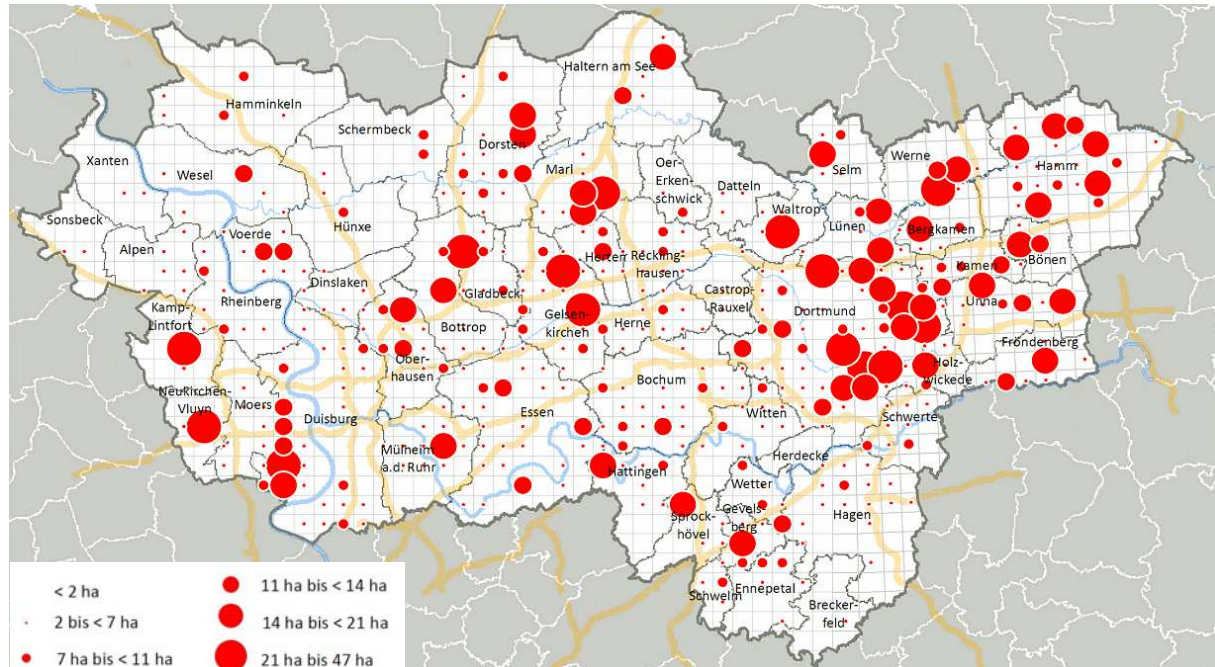 Haltern am See
Hamminkeln
Schermbeck
Dorsten
Xanten
Wesel
Marl
Oer-
Erken-
schwick
Datteln
Selm
Werne
Hamm
Sonsbeck
Alpen
Voerde
Hünxe
Waltrop
Lünen
Bergkamen
Rheinberg
Dinslaken
Gladbeck
Herten
Reckling-
hausen
Kamen
Bönen
Kamp-
Lintfort
Bottrop
Gelsen-
kirchen
Herne
Castrop-
Rauxel
Dortmund
Unna
Ober-
hausen
Fröndenberg
Neukirchen-
Vluyn
Moers
Duisburg
Essen
Bochum
Witten
Holz-
wickede
Schwerte
Mülheim
a.d. Ruhr
Hattingen
Herdecke
Wetter
Sprock-
hövel
Gevels-
berg
Hagen
Schwelm
Ennepetal
Brecker-
feld
< 2 ha
2 bis < 7 ha
7 ha bis < 11 ha
11 ha bis < 14 ha
14 ha bis < 21 ha
21 ha bis 47 ha